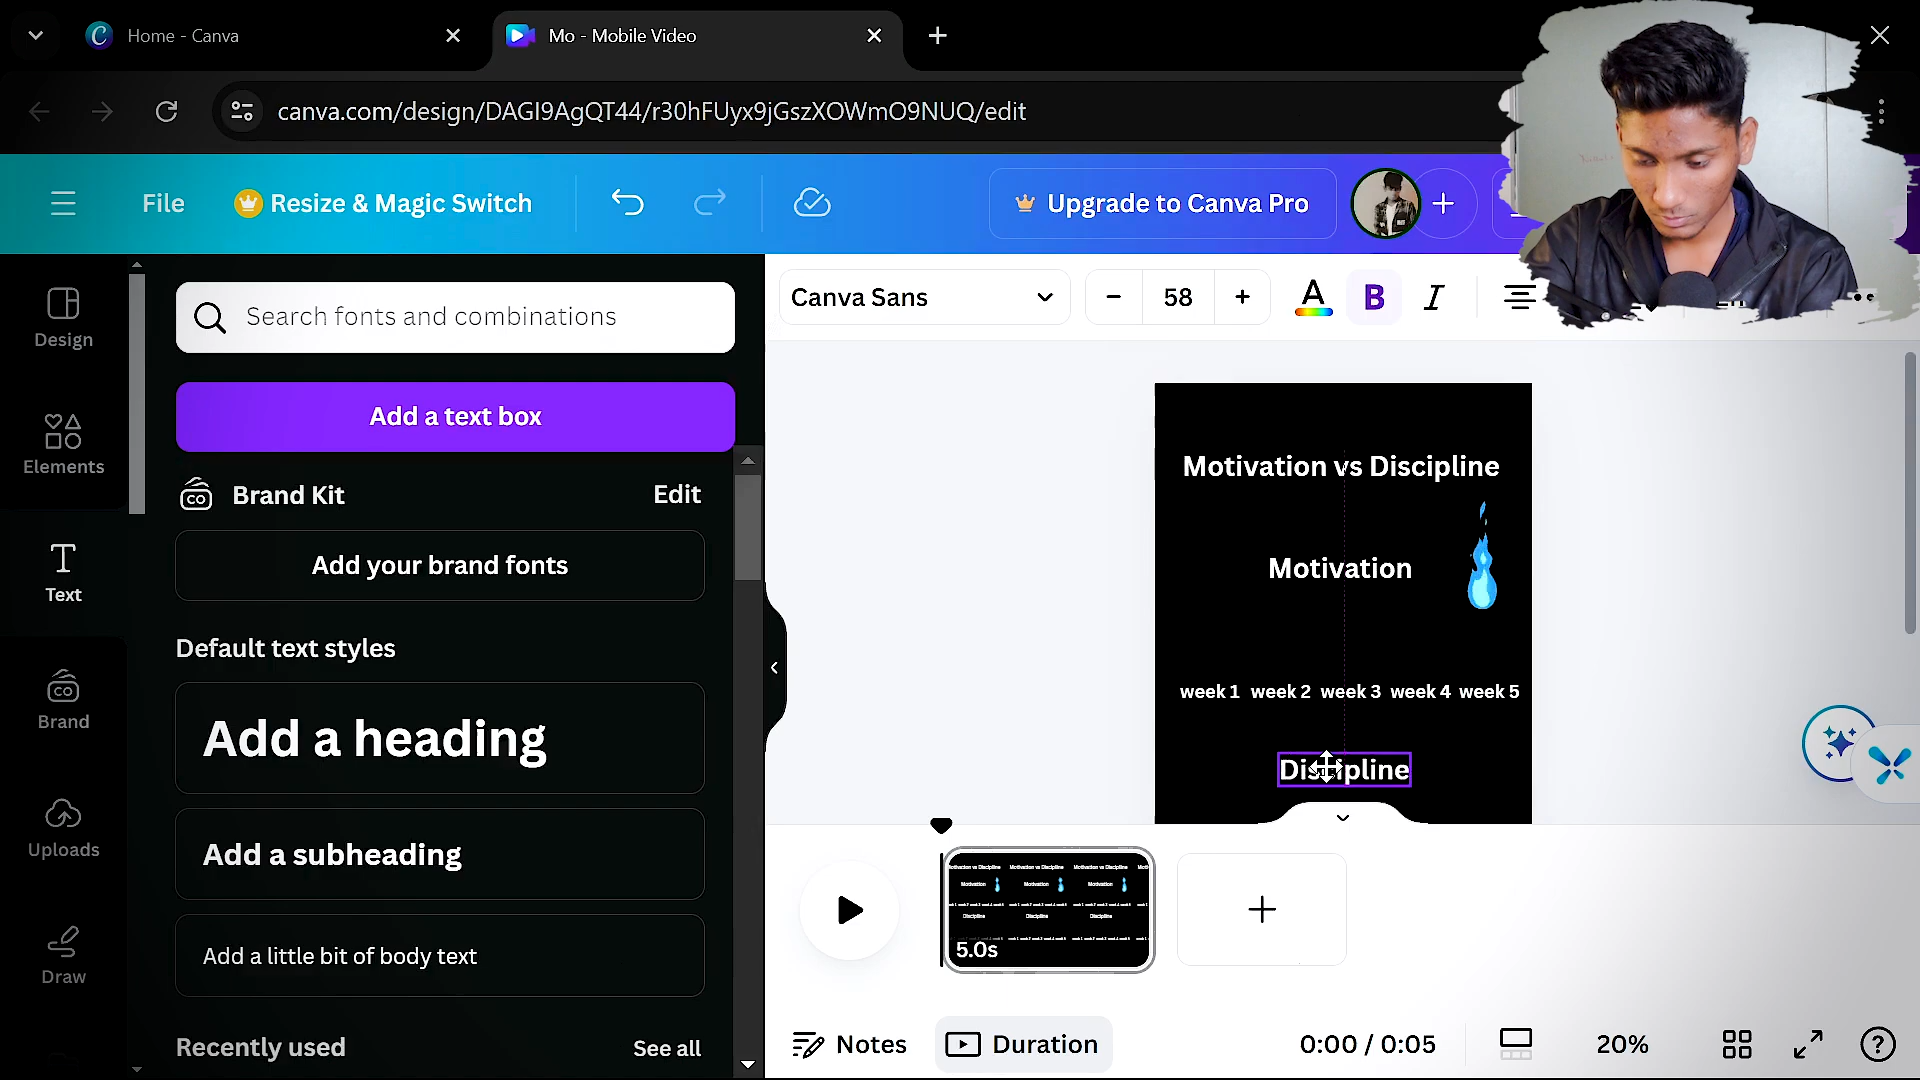 Home - Canva
Mo - Mobile Video
canva.com/design/DAGI9AgQT44/r30hFUyx9jGszXOWmO9NUQ/edit
File
Resize & Magic Switch
Upgrade to Canva Pro
Design
Elements
Text
Brand
Uploads
Draw
Search fonts and combinations
Add a text box
Brand Kit
Edit
Add your brand fonts
Default text styles
Add a heading
Add a subheading
Add a little bit of body text
Recently used
See all
Canva Sans
58
A
B
I
Motivation vs Discipline
Motivation
week 1 week 2 week 3 week 4 week 5
Discipline
5.0s
Notes
Duration
0:00 / 0:05
20%